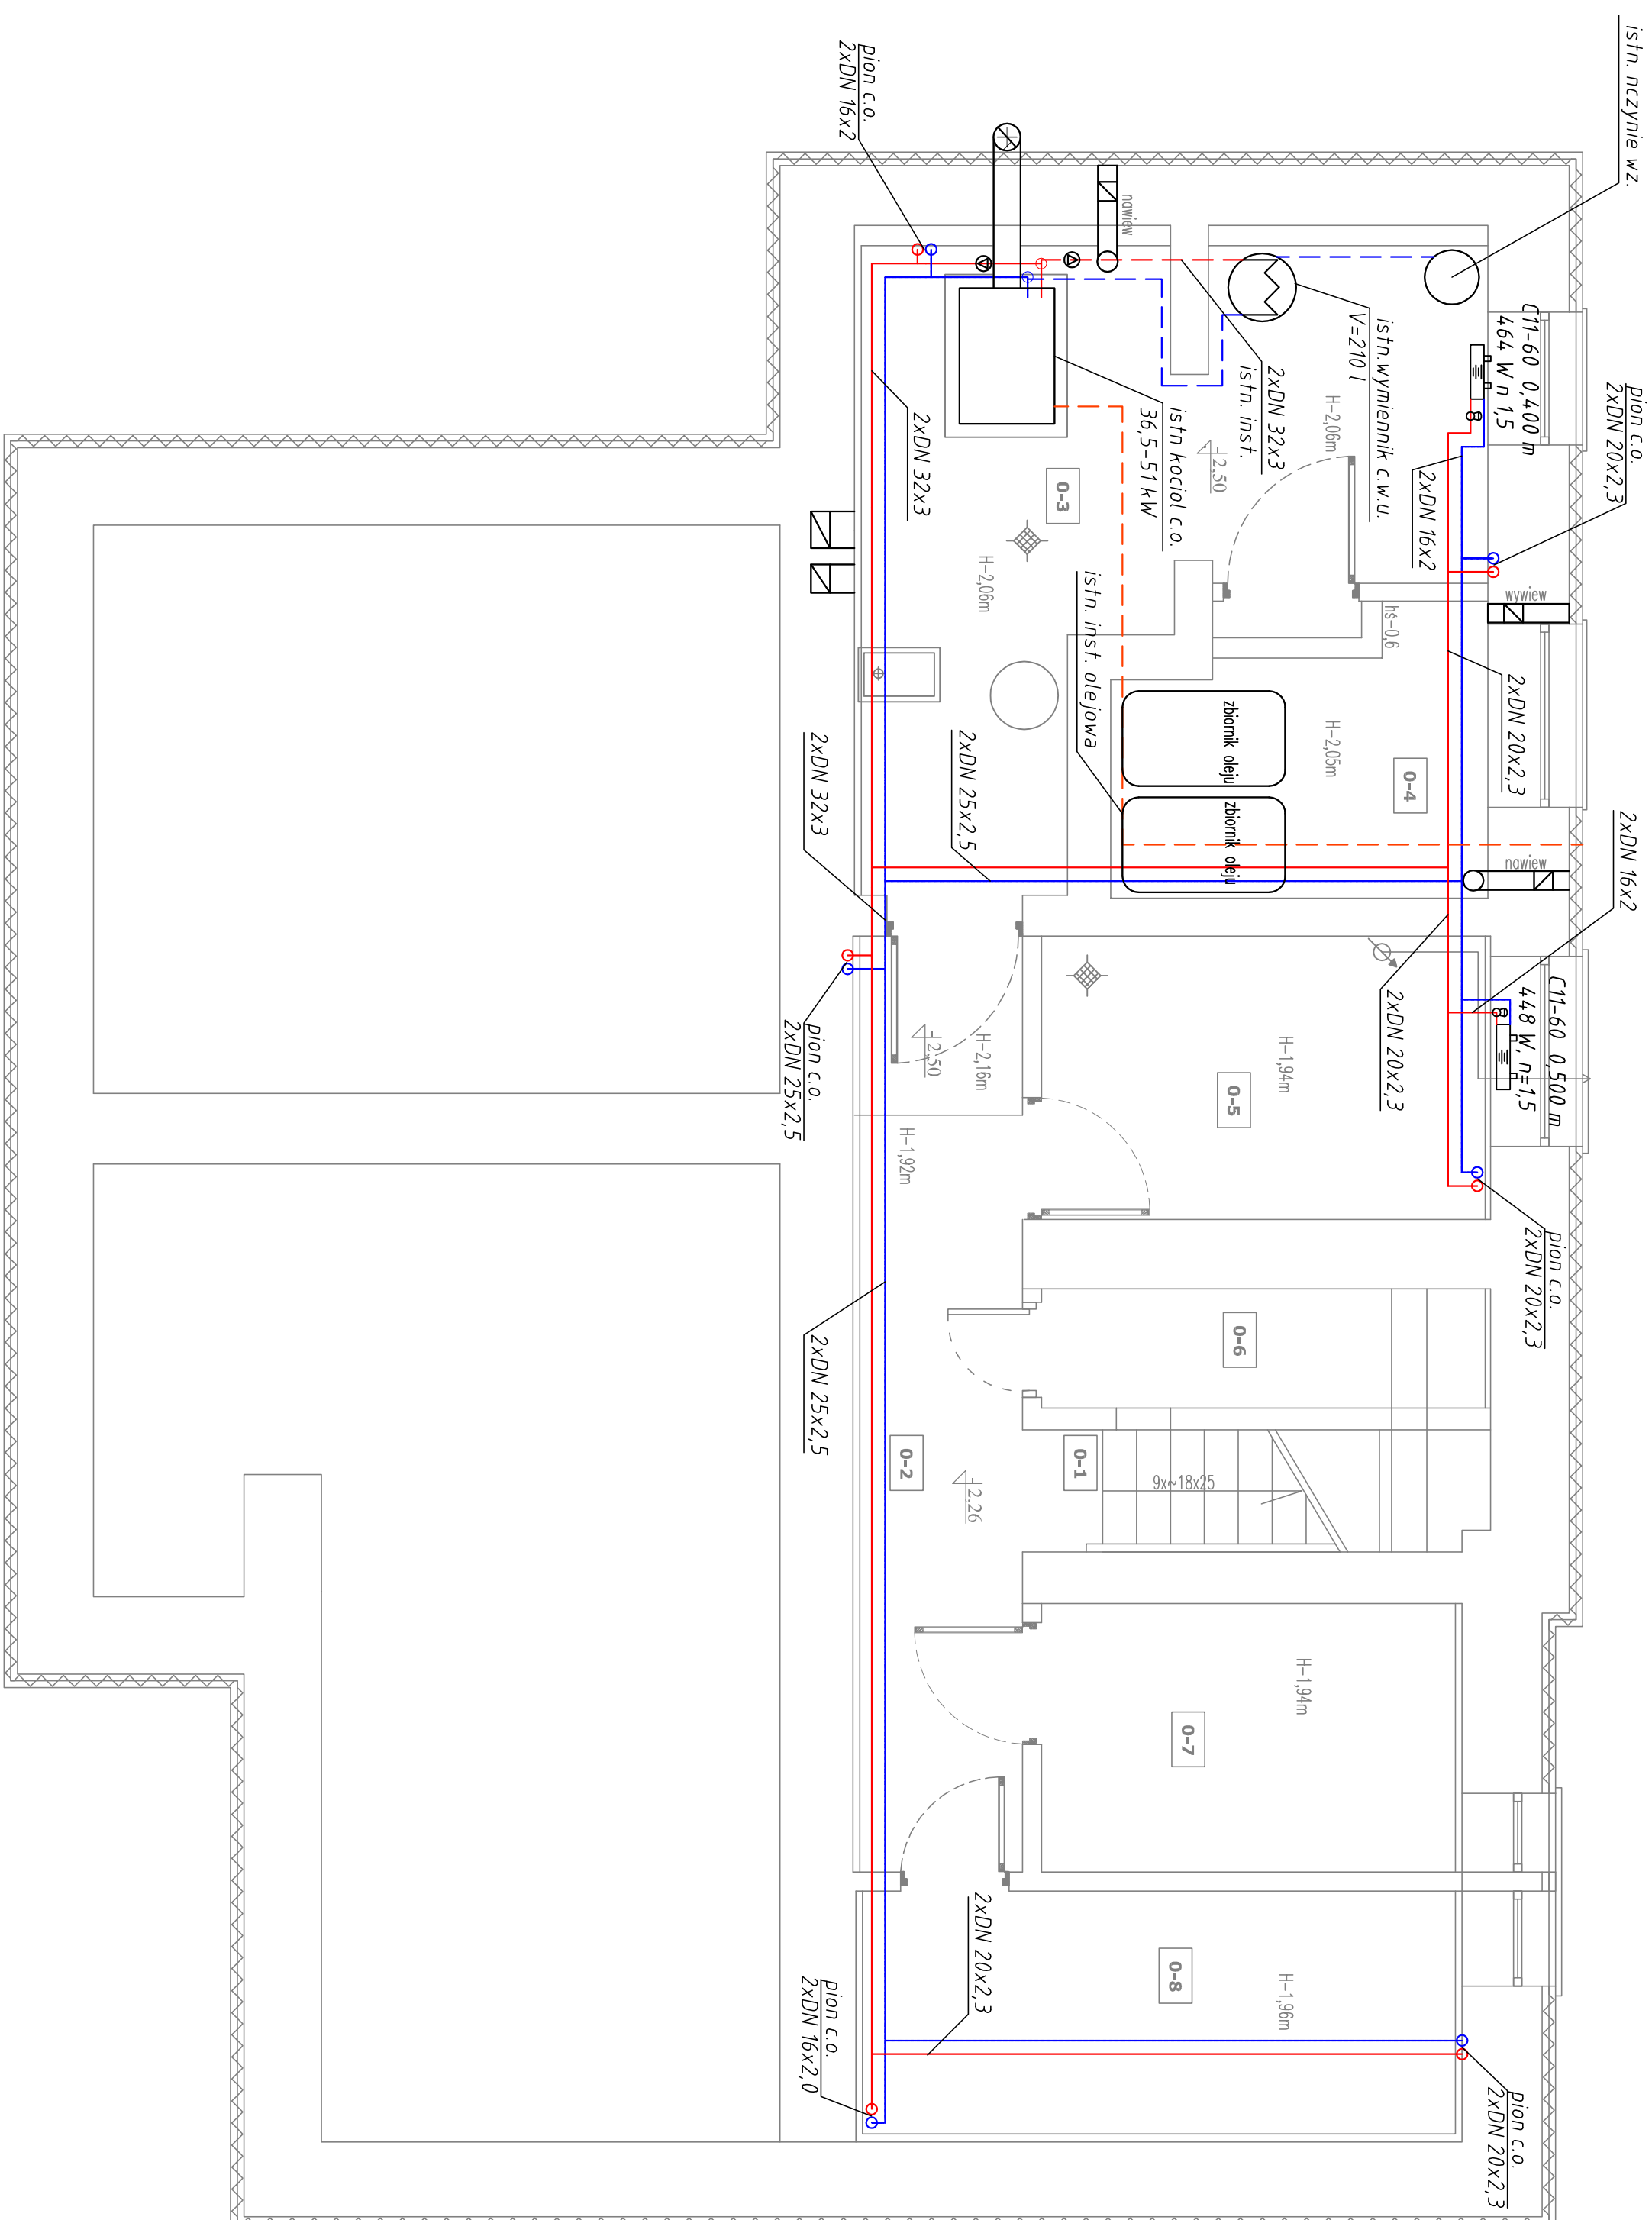 istn. nczynie wz.
pion c.o.
2xDN 16x2
nawiew
C11-60 0,400 m
464 W n 1,5
pion c.o.
2xDN 20x2,3
istn.wymiennik c.w.u.
V=210 l
H-2,06m
2xDN 16x2
2xDN 32x3
istn. inst.
-2,50
istn kociol c.o.
36,5-51 kW
2xDN 32x3
0-3
H-2,06m
wywiew
hś-0,6
istn. inst. olejowa
2xDN 20x2,3
zbiornik oleju
H-2,05m
0-4
zbiornik oleju
2xDN 32x3
2xDN 25x2,5
nawiew
2xDN 16x2
C11-60 0,500 m
448 W, n=1,5
2xDN 20x2,3
pion c.o.
2xDN 25x2,5
-2,50
H-2,16m
H-1,94m
0-5
H-1,92m
pion c.o.
2xDN 20x2,3
0-6
2xDN 25x2,5
0-2
0-1
9x~18x25
-2,26
H-1,94m
0-7
2xDN 20x2,3
0-8
H-1,96m
pion c.o.
2xDN 16x2,0
pion c.o.
2xDN 20x2,3